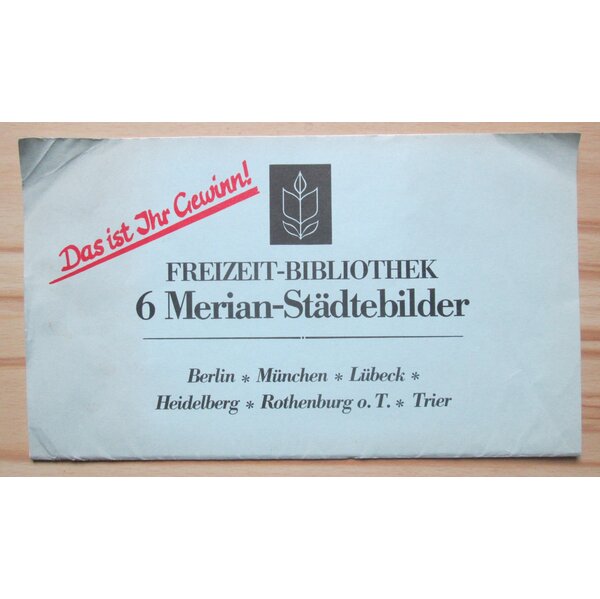 Das ist Ihr Gewinn!
FREIZEIT-BIBLIOTHEK
6 Merian-Städtebilder
Berlin * München * Lübeck *
Heidelberg * Rothenburg o. T. * Trier